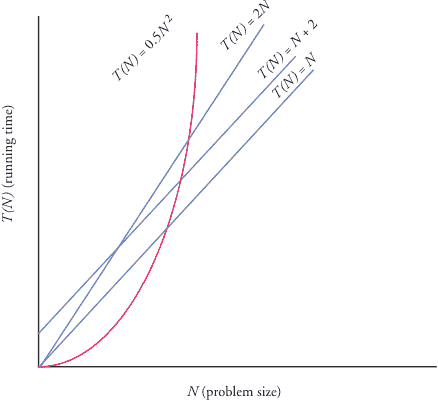 T(N) = 0.5N²
T(N) = 2N
T(N) = N + 2
T(N) = N
T(N) (running time)
N (problem size)